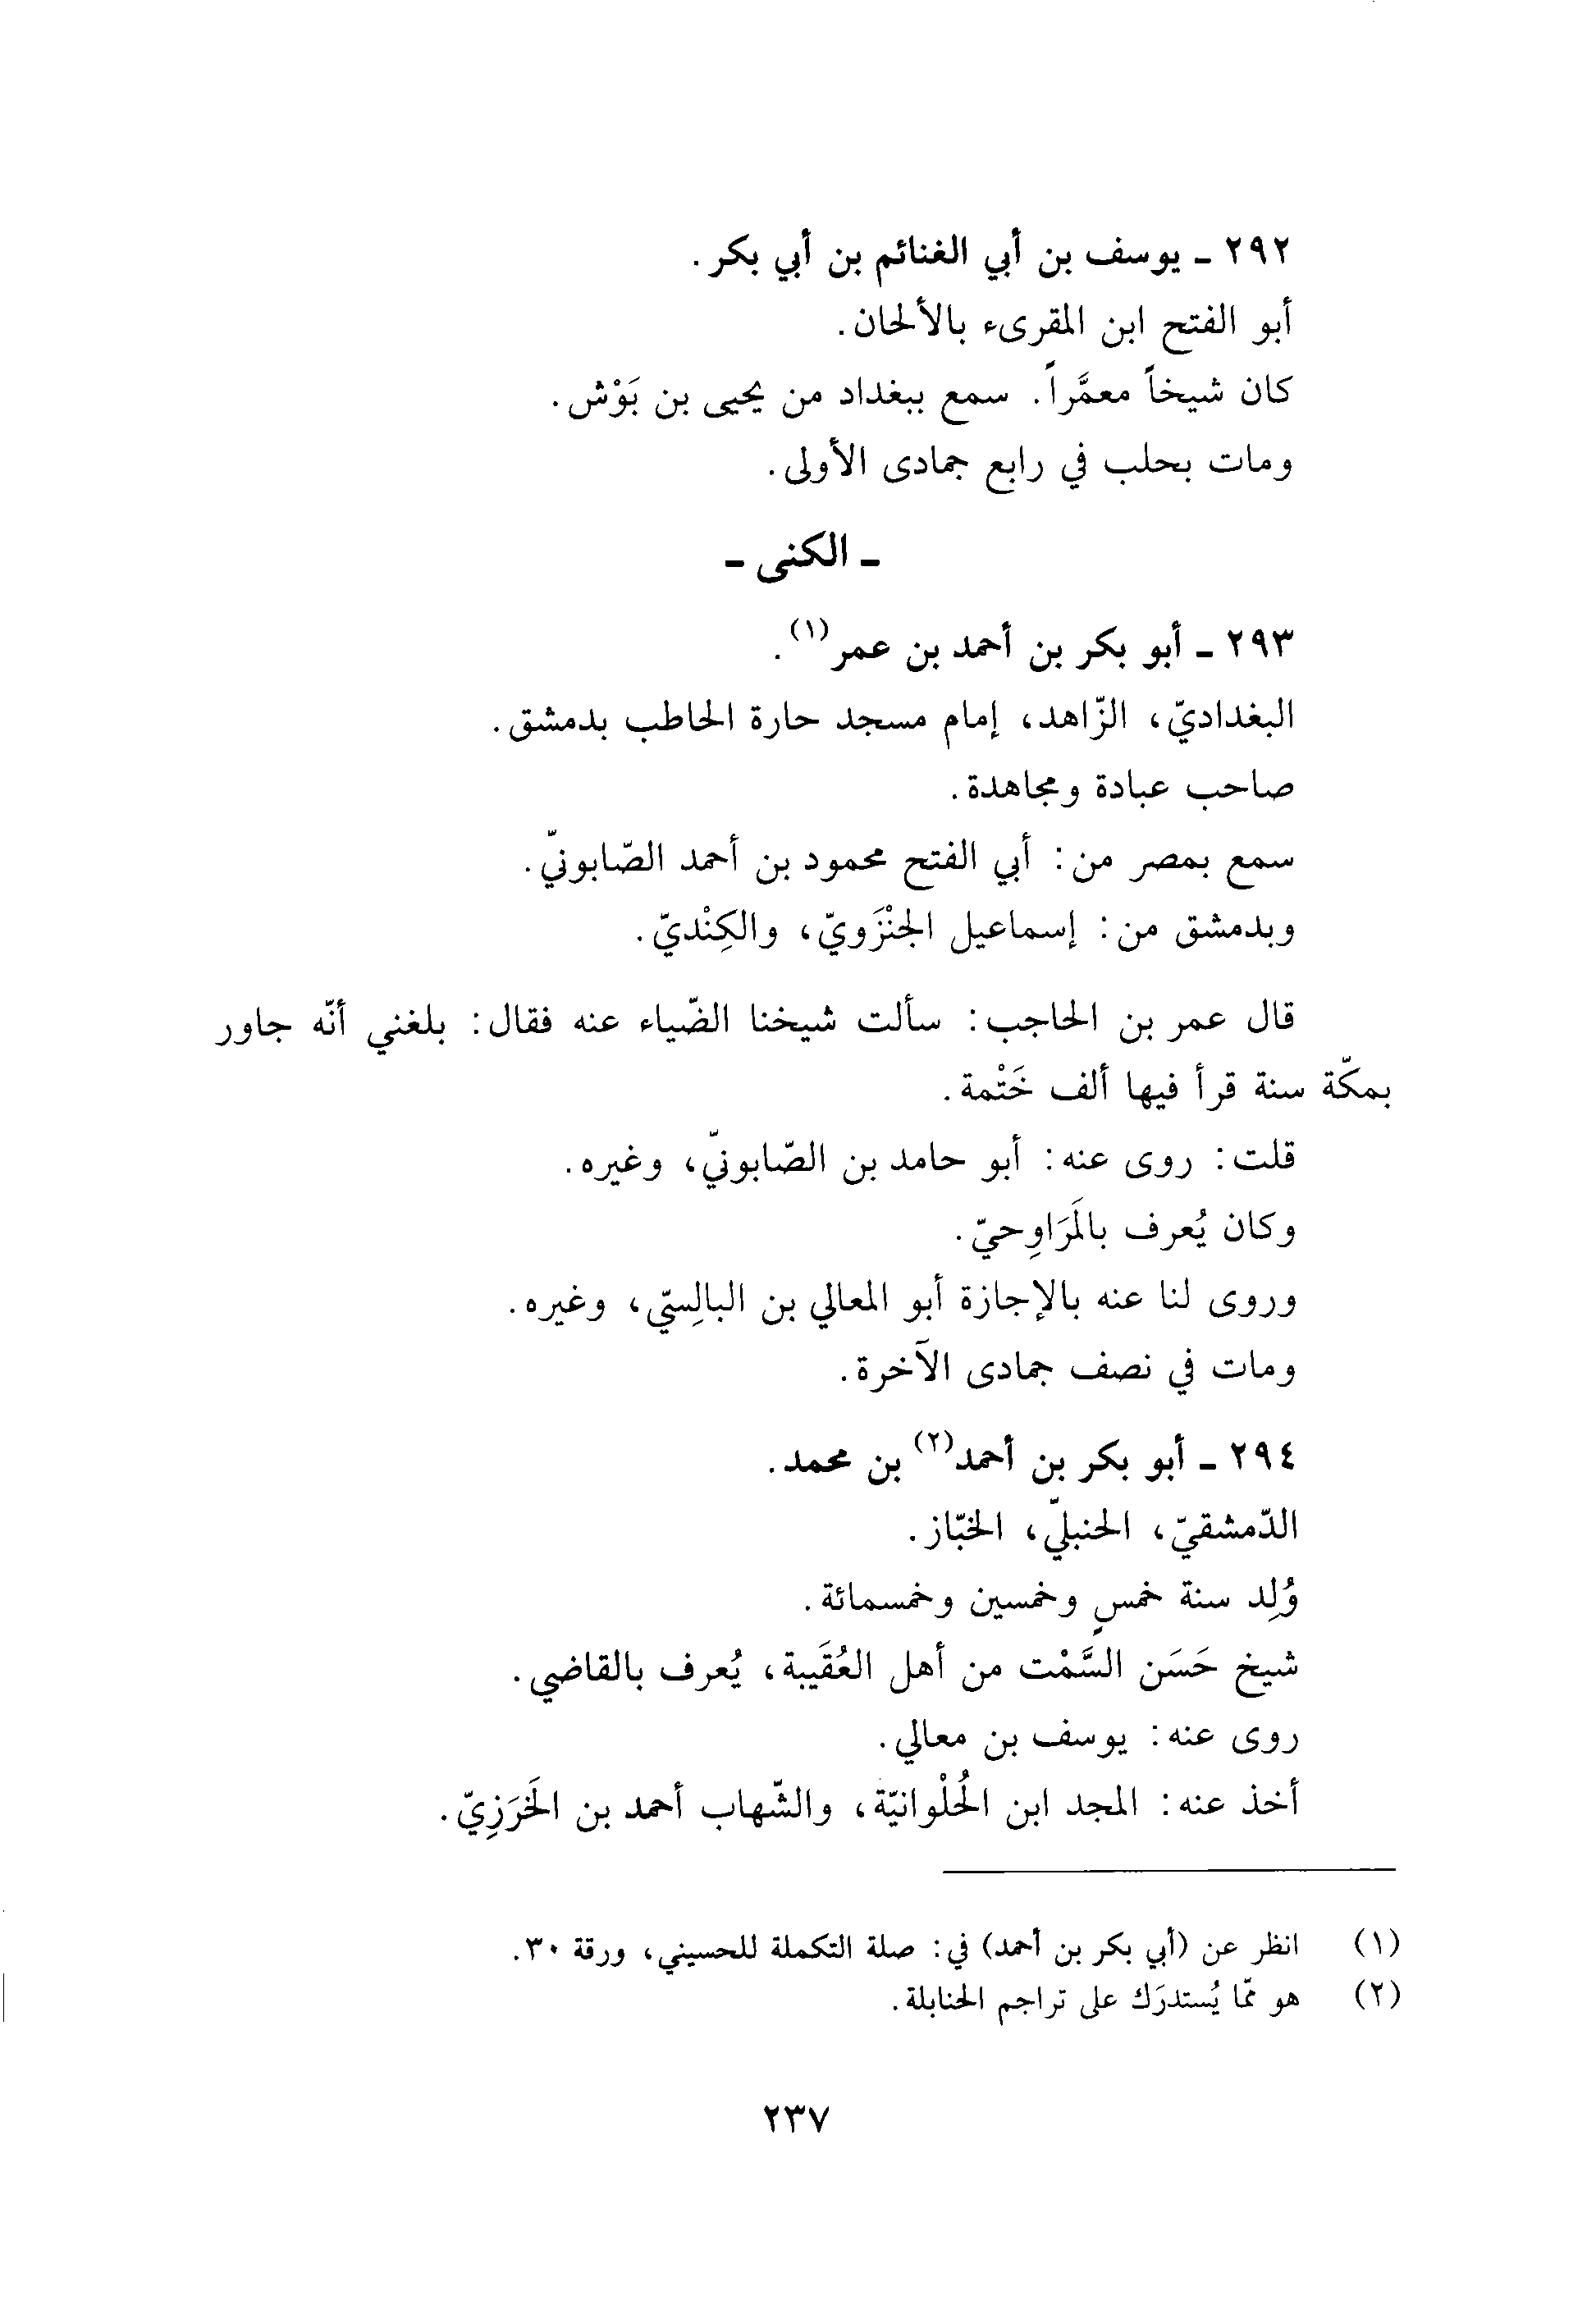 ٢٩٢ ـ يوسف بن أبي الغنائم بن أبي بكر.
أبو الفتح ابن المقرىء بالألحان.
كان شيخاً معمَّراً. سمع ببغداد من يحيى بن بَوْش.
ومات بحلب في رابع جمادى الأولى.
ـ الكنى ـ
٢٩٣ ـ أبو بكر بن أحمد بن عمر(١).
البغداديّ، الزّاهد، إمام مسجد حارة الحاطب بدمشق.
صاحب عبادة ومجاهدة.
سمع بمصر من: أبي الفتح محمود بن أحمد الصّابونيّ.
وبدمشق من: إسماعيل الجنْزَويّ، والكِنْديّ.
قال عمر بن الحاجب: سألت شيخنا الضّياء عنه فقال: بلغني أنّه جاور
بمكّة سنة قرأ فيها ألف خَتْمة.
قلت: روى عنه: أبو حامد بن الصّابونيّ، وغيره.
وكان يُعرف بالَمَرَاوِحيّ.
وروى لنا عنه بالإجازة أبو المعالي بن البالِسيّ، وغيره.
ومات في نصف جمادى الآخرة.
٢٩٤ ـ أبو بكر بن أحمد(٢) بن محمد.
الدّمشقيّ، الحنبليّ، الخبّاز.
وُلِد سنة خمسٍ وخمسين وخمسمائة.
شيخ حَسَن السَّمْت من أهل العُقَيبة، يُعرف بالقاضي.
روى عنه: يوسف بن معالي.
أخذ عنه: المجد ابن الُحلْوانيّة، والشّهاب أحمد بن الَخرَزِيّ.
(١) انظر عن (أبي بكر بن أحمد) في: صلة التكملة للحسيني، ورقة ٣٠.
(٢) هو ممّا يُستدرَك على تراجم الحنابلة.
٢٣٧